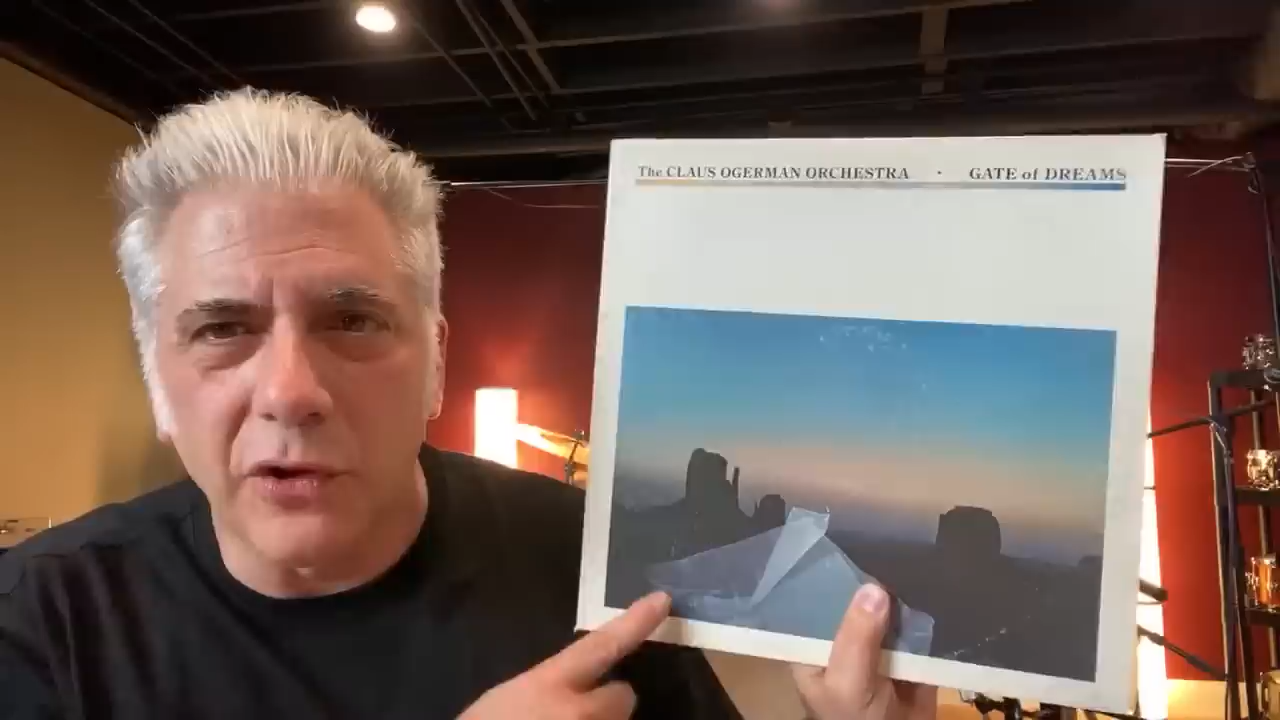 The CLAUS OGERMAN ORCHESTRA · GATE of DREAMS